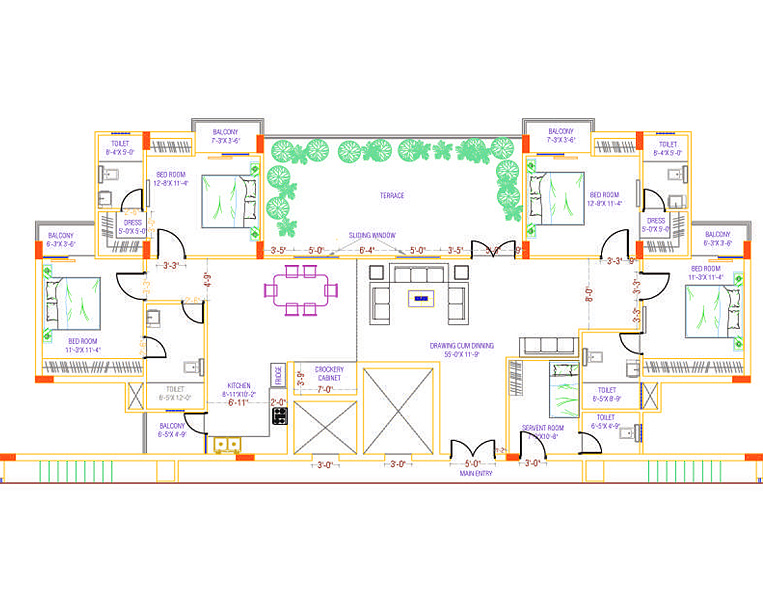 BALCONY
7'-3"X 3'-6"
BALCONY
7'-3"X 3'-6"
TOILET
8'-4"X 5'-0"
TOILET
8'-4"X 5'-0"
BED ROOM
12'-8"X 11'-4"
TERRACE
BED ROOM
12'-8"X 11'-4"
DRESS
5'-0"X 5'-0"
DRESS
5'-0"X 5'-0"
BALCONY
6'-3"X 3'-6"
SLIDING WINDOW
BALCONY
6'-3"X 3'-6"
3'-5" 5'-0" 6'-4" 5'-0" 3'-5"
3'-3"
3'-3" 9"
4'-9"
3'-3"
8'-0"
3'-3"
3'-3"
BED ROOM
11'-3"X 11'-4"
BED ROOM
11'-3"X 11'-4"
DRAWING CUM DINNING
55'-0"X 11'-9"
TOILET
6'-5"X 12'-0"
KITCHEN
8'-11"X10'-2"
6'-11" 2'-0"
FRIDGE
3'-9"
CROCKERY
CABINET
7'-0"
TOILET
6'-5"X 8'-9"
BALCONY
6'-5"X 4'-9"
SERVENT ROOM
TOILET
6'-5"X 4'-9"
3'-0" 3'-0" 5'-0" 3'-0"
MAIN ENTRY